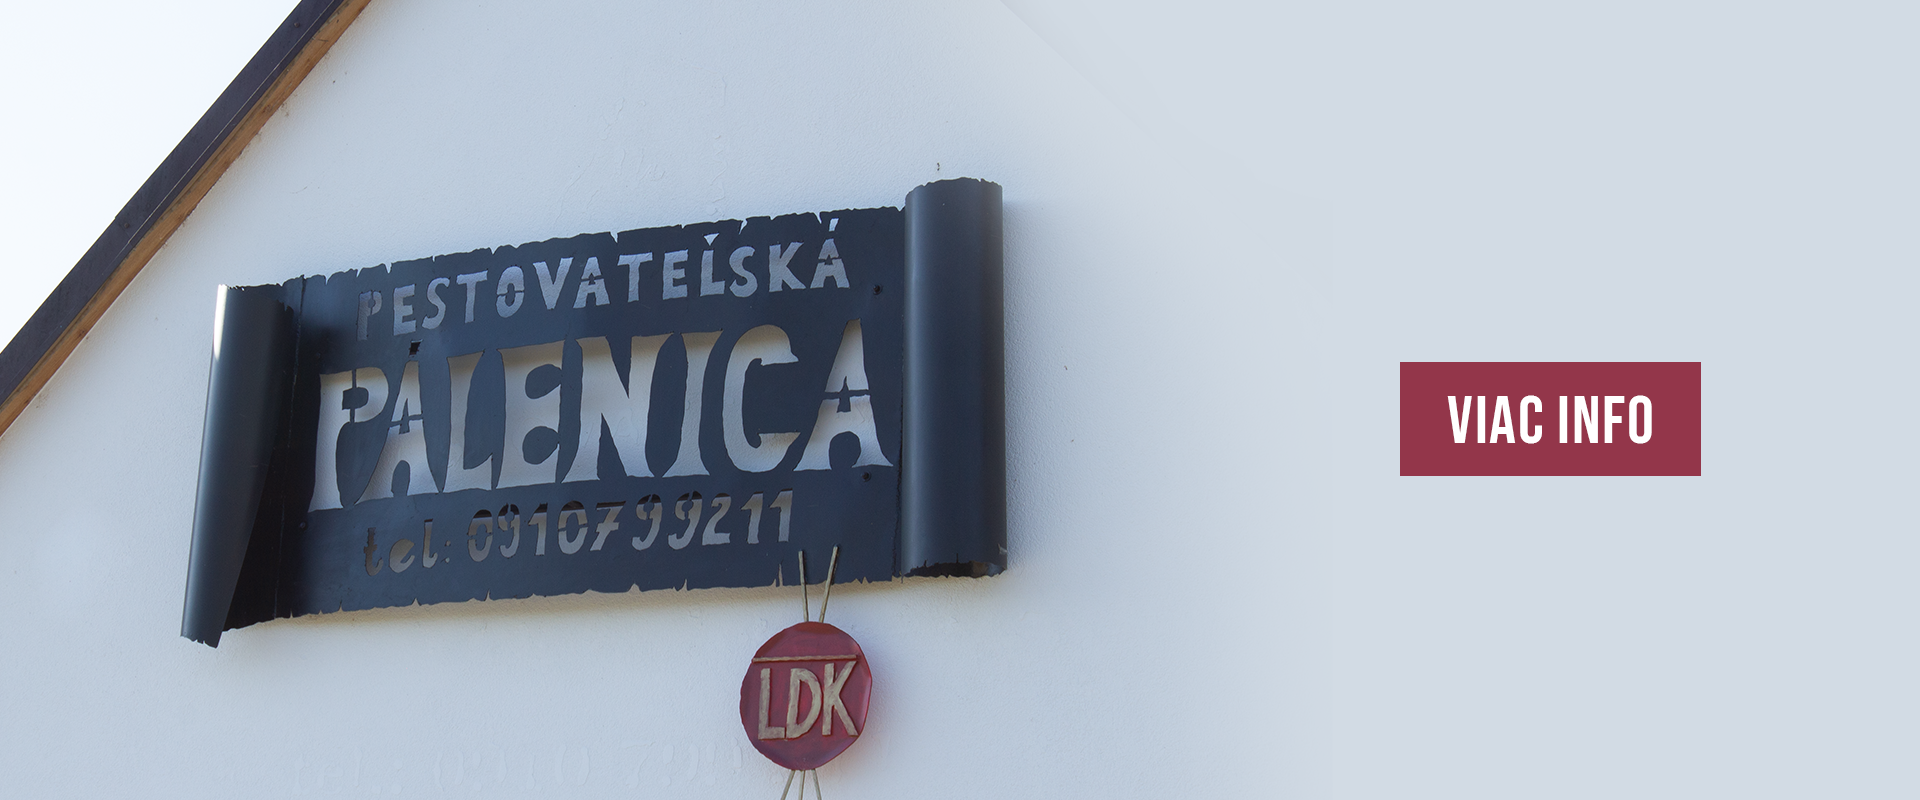 PESTOVATEĽSKÁ
PÁLENICA
tel: 0910799211
LDK
VIAC INFO